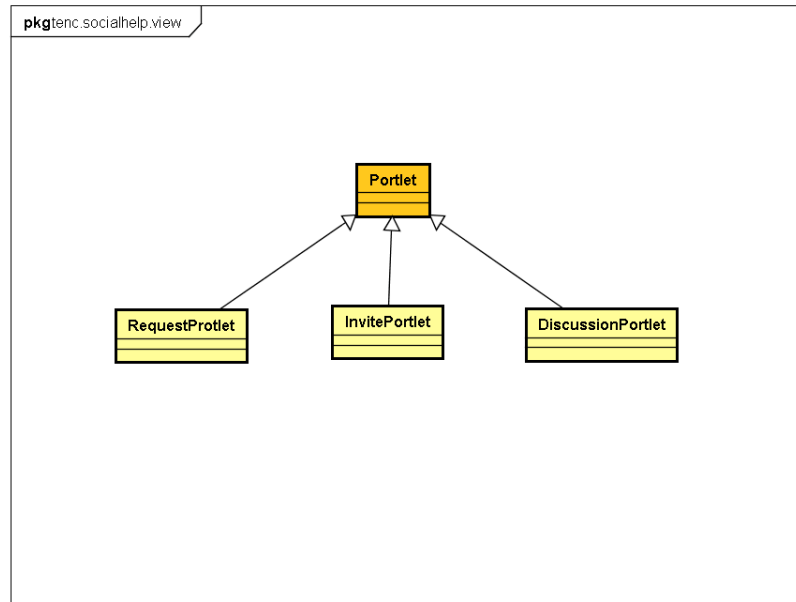 pkgtenc.socialhelp.view
Portlet
RequestProtlet
InvitePortlet
DiscussionPortlet